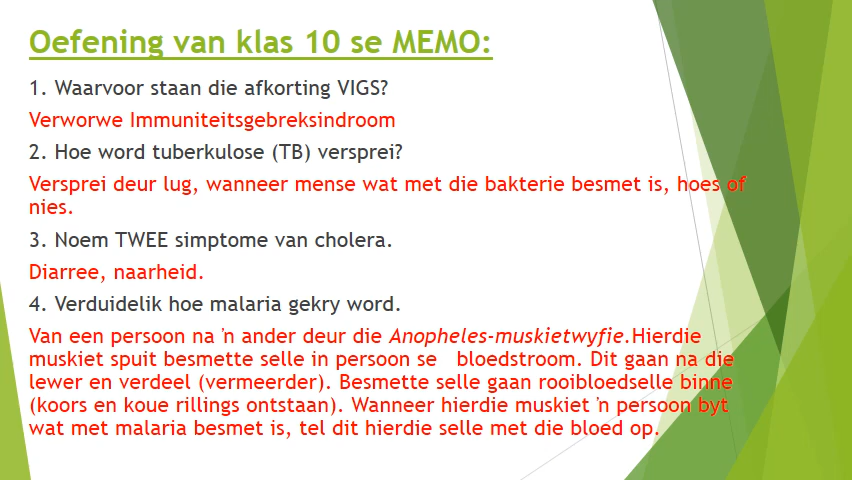 Oefening van klas 10 se MEMO:
1. Waarvoor staan die afkorting VIGS?
Verworwe Immuniteitsgebreksindroom
2. Hoe word tuberkulose (TB) versprei?
Versprei deur lug, wanneer mense wat met die bakterie besmet is, hoes of
nies.
3. Noem TWEE simptome van cholera.
Diarree, naarheid.
4. Verduidelik hoe malaria gekry word.
Van een persoon na ŉ ander deur die Anopheles-muskietwyfie.Hierdie
muskiet spuit besmette selle in persoon se bloedstroom. Dit gaan na die
lewer en verdeel (vermeerder). Besmette selle gaan rooibloedselle binne
(koors en koue rillings ontstaan). Wanneer hierdie muskiet ŉ persoon byt
wat met malaria besmet is, tel dit hierdie selle met die bloed op.